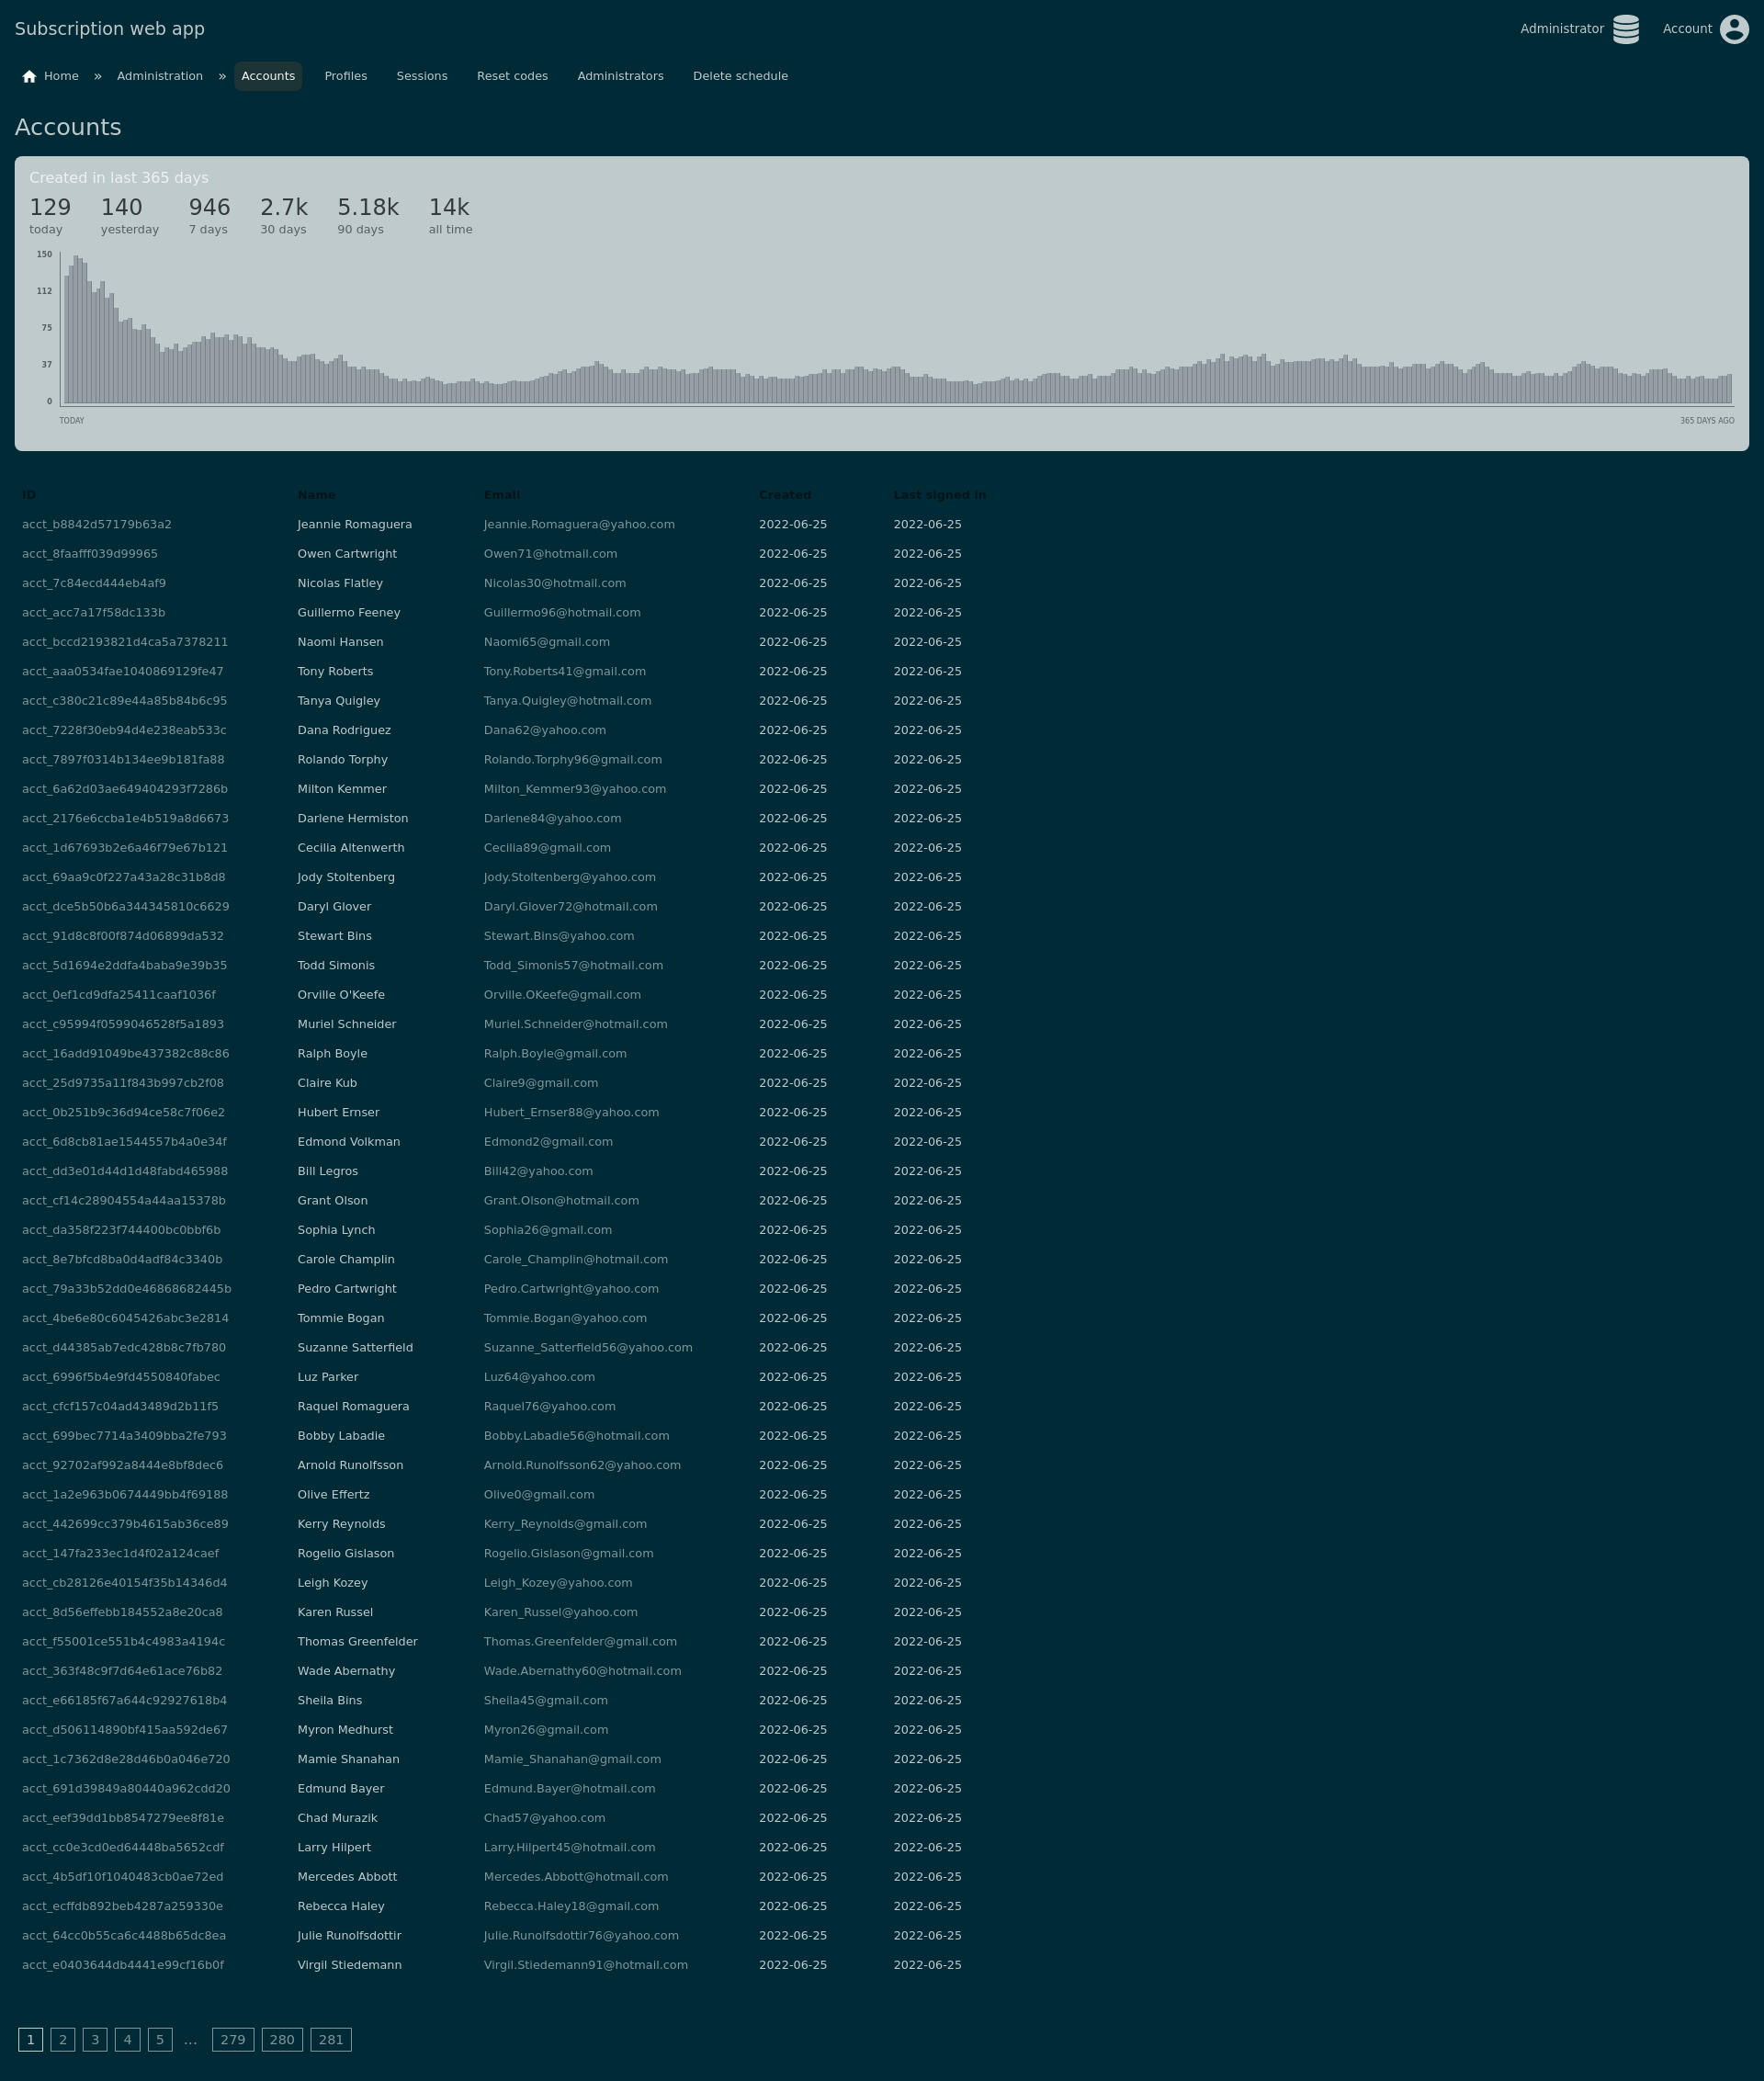 Subscription web app
Administrator Account
Home » Administration » Accounts Profiles Sessions Reset codes Administrators Delete schedule
Accounts
Created in last 365 days
129 140 946 2.7k 5.18k 14k
today yesterday 7 days 30 days 90 days all time
150
112
75
37
0
TODAY 365 DAYS AGO
ID Name Email Created Last signed in
acct_b8842d57179b63a2 Jeannie Romaguera Jeannie.Romaguera@yahoo.com 2022-06-25 2022-06-25
acct_8faafff039d99965 Owen Cartwright Owen71@hotmail.com 2022-06-25 2022-06-25
acct_7c84ecd444eb4af9 Nicolas Flatley Nicolas30@hotmail.com 2022-06-25 2022-06-25
acct_acc7a17f58dc133b Guillermo Feeney Guillermo96@hotmail.com 2022-06-25 2022-06-25
acct_bccd2193821d4ca5a7378211 Naomi Hansen Naomi65@gmail.com 2022-06-25 2022-06-25
acct_aaa0534fae1040869129fe47 Tony Roberts Tony.Roberts41@gmail.com 2022-06-25 2022-06-25
acct_c380c21c89e44a85b84b6c95 Tanya Quigley Tanya.Quigley@hotmail.com 2022-06-25 2022-06-25
acct_7228f30eb94d4e238eab533c Dana Rodriguez Dana62@yahoo.com 2022-06-25 2022-06-25
acct_7897f0314b134ee9b181fa88 Rolando Torphy Rolando.Torphy96@gmail.com 2022-06-25 2022-06-25
acct_6a62d03ae649404293f7286b Milton Kemmer Milton_Kemmer93@yahoo.com 2022-06-25 2022-06-25
acct_2176e6ccba1e4b519a8d6673 Darlene Hermiston Darlene84@yahoo.com 2022-06-25 2022-06-25
acct_1d67693b2e6a46f79e67b121 Cecilia Altenwerth Cecilia89@gmail.com 2022-06-25 2022-06-25
acct_69aa9c0f227a43a28c31b8d8 Jody Stoltenberg Jody.Stoltenberg@yahoo.com 2022-06-25 2022-06-25
acct_dce5b50b6a344345810c6629 Daryl Glover Daryl.Glover72@hotmail.com 2022-06-25 2022-06-25
acct_91d8c8f00f874d06899da532 Stewart Bins Stewart.Bins@yahoo.com 2022-06-25 2022-06-25
acct_5d1694e2ddfa4baba9e39b35 Todd Simonis Todd_Simonis57@hotmail.com 2022-06-25 2022-06-25
acct_0ef1cd9dfa25411caaf1036f Orville O'Keefe Orville.OKeefe@gmail.com 2022-06-25 2022-06-25
acct_c95994f0599046528f5a1893 Muriel Schneider Muriel.Schneider@hotmail.com 2022-06-25 2022-06-25
acct_16add91049be437382c88c86 Ralph Boyle Ralph.Boyle@gmail.com 2022-06-25 2022-06-25
acct_25d9735a11f843b997cb2f08 Claire Kub Claire9@gmail.com 2022-06-25 2022-06-25
acct_0b251b9c36d94ce58c7f06e2 Hubert Ernser Hubert_Ernser88@yahoo.com 2022-06-25 2022-06-25
acct_6d8cb81ae1544557b4a0e34f Edmond Volkman Edmond2@gmail.com 2022-06-25 2022-06-25
acct_dd3e01d44d1d48fabd465988 Bill Legros Bill42@yahoo.com 2022-06-25 2022-06-25
acct_cf14c28904554a44aa15378b Grant Olson Grant.Olson@hotmail.com 2022-06-25 2022-06-25
acct_da358f223f744400bc0bbf6b Sophia Lynch Sophia26@gmail.com 2022-06-25 2022-06-25
acct_8e7bfcd8ba0d4adf84c3340b Carole Champlin Carole_Champlin@hotmail.com 2022-06-25 2022-06-25
acct_79a33b52dd0e46868682445b Pedro Cartwright Pedro.Cartwright@yahoo.com 2022-06-25 2022-06-25
acct_4be6e80c6045426abc3e2814 Tommie Bogan Tommie.Bogan@yahoo.com 2022-06-25 2022-06-25
acct_d44385ab7edc428b8c7fb780 Suzanne Satterfield Suzanne_Satterfield56@yahoo.com 2022-06-25 2022-06-25
acct_6996f5b4e9fd4550840fabec Luz Parker Luz64@yahoo.com 2022-06-25 2022-06-25
acct_cfcf157c04ad43489d2b11f5 Raquel Romaguera Raquel76@yahoo.com 2022-06-25 2022-06-25
acct_699bec7714a3409bba2fe793 Bobby Labadie Bobby.Labadie56@hotmail.com 2022-06-25 2022-06-25
acct_92702af992a8444e8bf8dec6 Arnold Runolfsson Arnold.Runolfsson62@yahoo.com 2022-06-25 2022-06-25
acct_1a2e963b0674449bb4f69188 Olive Effertz Olive0@gmail.com 2022-06-25 2022-06-25
acct_442699cc379b4615ab36ce89 Kerry Reynolds Kerry_Reynolds@gmail.com 2022-06-25 2022-06-25
acct_147fa233ec1d4f02a124caef Rogelio Gislason Rogelio.Gislason@gmail.com 2022-06-25 2022-06-25
acct_cb28126e40154f35b14346d4 Leigh Kozey Leigh_Kozey@yahoo.com 2022-06-25 2022-06-25
acct_8d56effebb184552a8e20ca8 Karen Russel Karen_Russel@yahoo.com 2022-06-25 2022-06-25
acct_f55001ce551b4c4983a4194c Thomas Greenfelder Thomas.Greenfelder@gmail.com 2022-06-25 2022-06-25
acct_363f48c9f7d64e61ace76b82 Wade Abernathy Wade.Abernathy60@hotmail.com 2022-06-25 2022-06-25
acct_e66185f67a644c92927618b4 Sheila Bins Sheila45@gmail.com 2022-06-25 2022-06-25
acct_d506114890bf415aa592de67 Myron Medhurst Myron26@gmail.com 2022-06-25 2022-06-25
acct_1c7362d8e28d46b0a046e720 Mamie Shanahan Mamie_Shanahan@gmail.com 2022-06-25 2022-06-25
acct_691d39849a80440a962cdd20 Edmund Bayer Edmund.Bayer@hotmail.com 2022-06-25 2022-06-25
acct_eef39dd1bb8547279ee8f81e Chad Murazik Chad57@yahoo.com 2022-06-25 2022-06-25
acct_cc0e3cd0ed64448ba5652cdf Larry Hilpert Larry.Hilpert45@hotmail.com 2022-06-25 2022-06-25
acct_4b5df10f1040483cb0ae72ed Mercedes Abbott Mercedes.Abbott@hotmail.com 2022-06-25 2022-06-25
acct_ecffdb892beb4287a259330e Rebecca Haley Rebecca.Haley18@gmail.com 2022-06-25 2022-06-25
acct_64cc0b55ca6c4488b65dc8ea Julie Runolfsdottir Julie.Runolfsdottir76@yahoo.com 2022-06-25 2022-06-25
acct_e0403644db4441e99cf16b0f Virgil Stiedemann Virgil.Stiedemann91@hotmail.com 2022-06-25 2022-06-25
1 2 3 4 5 … 279 280 281